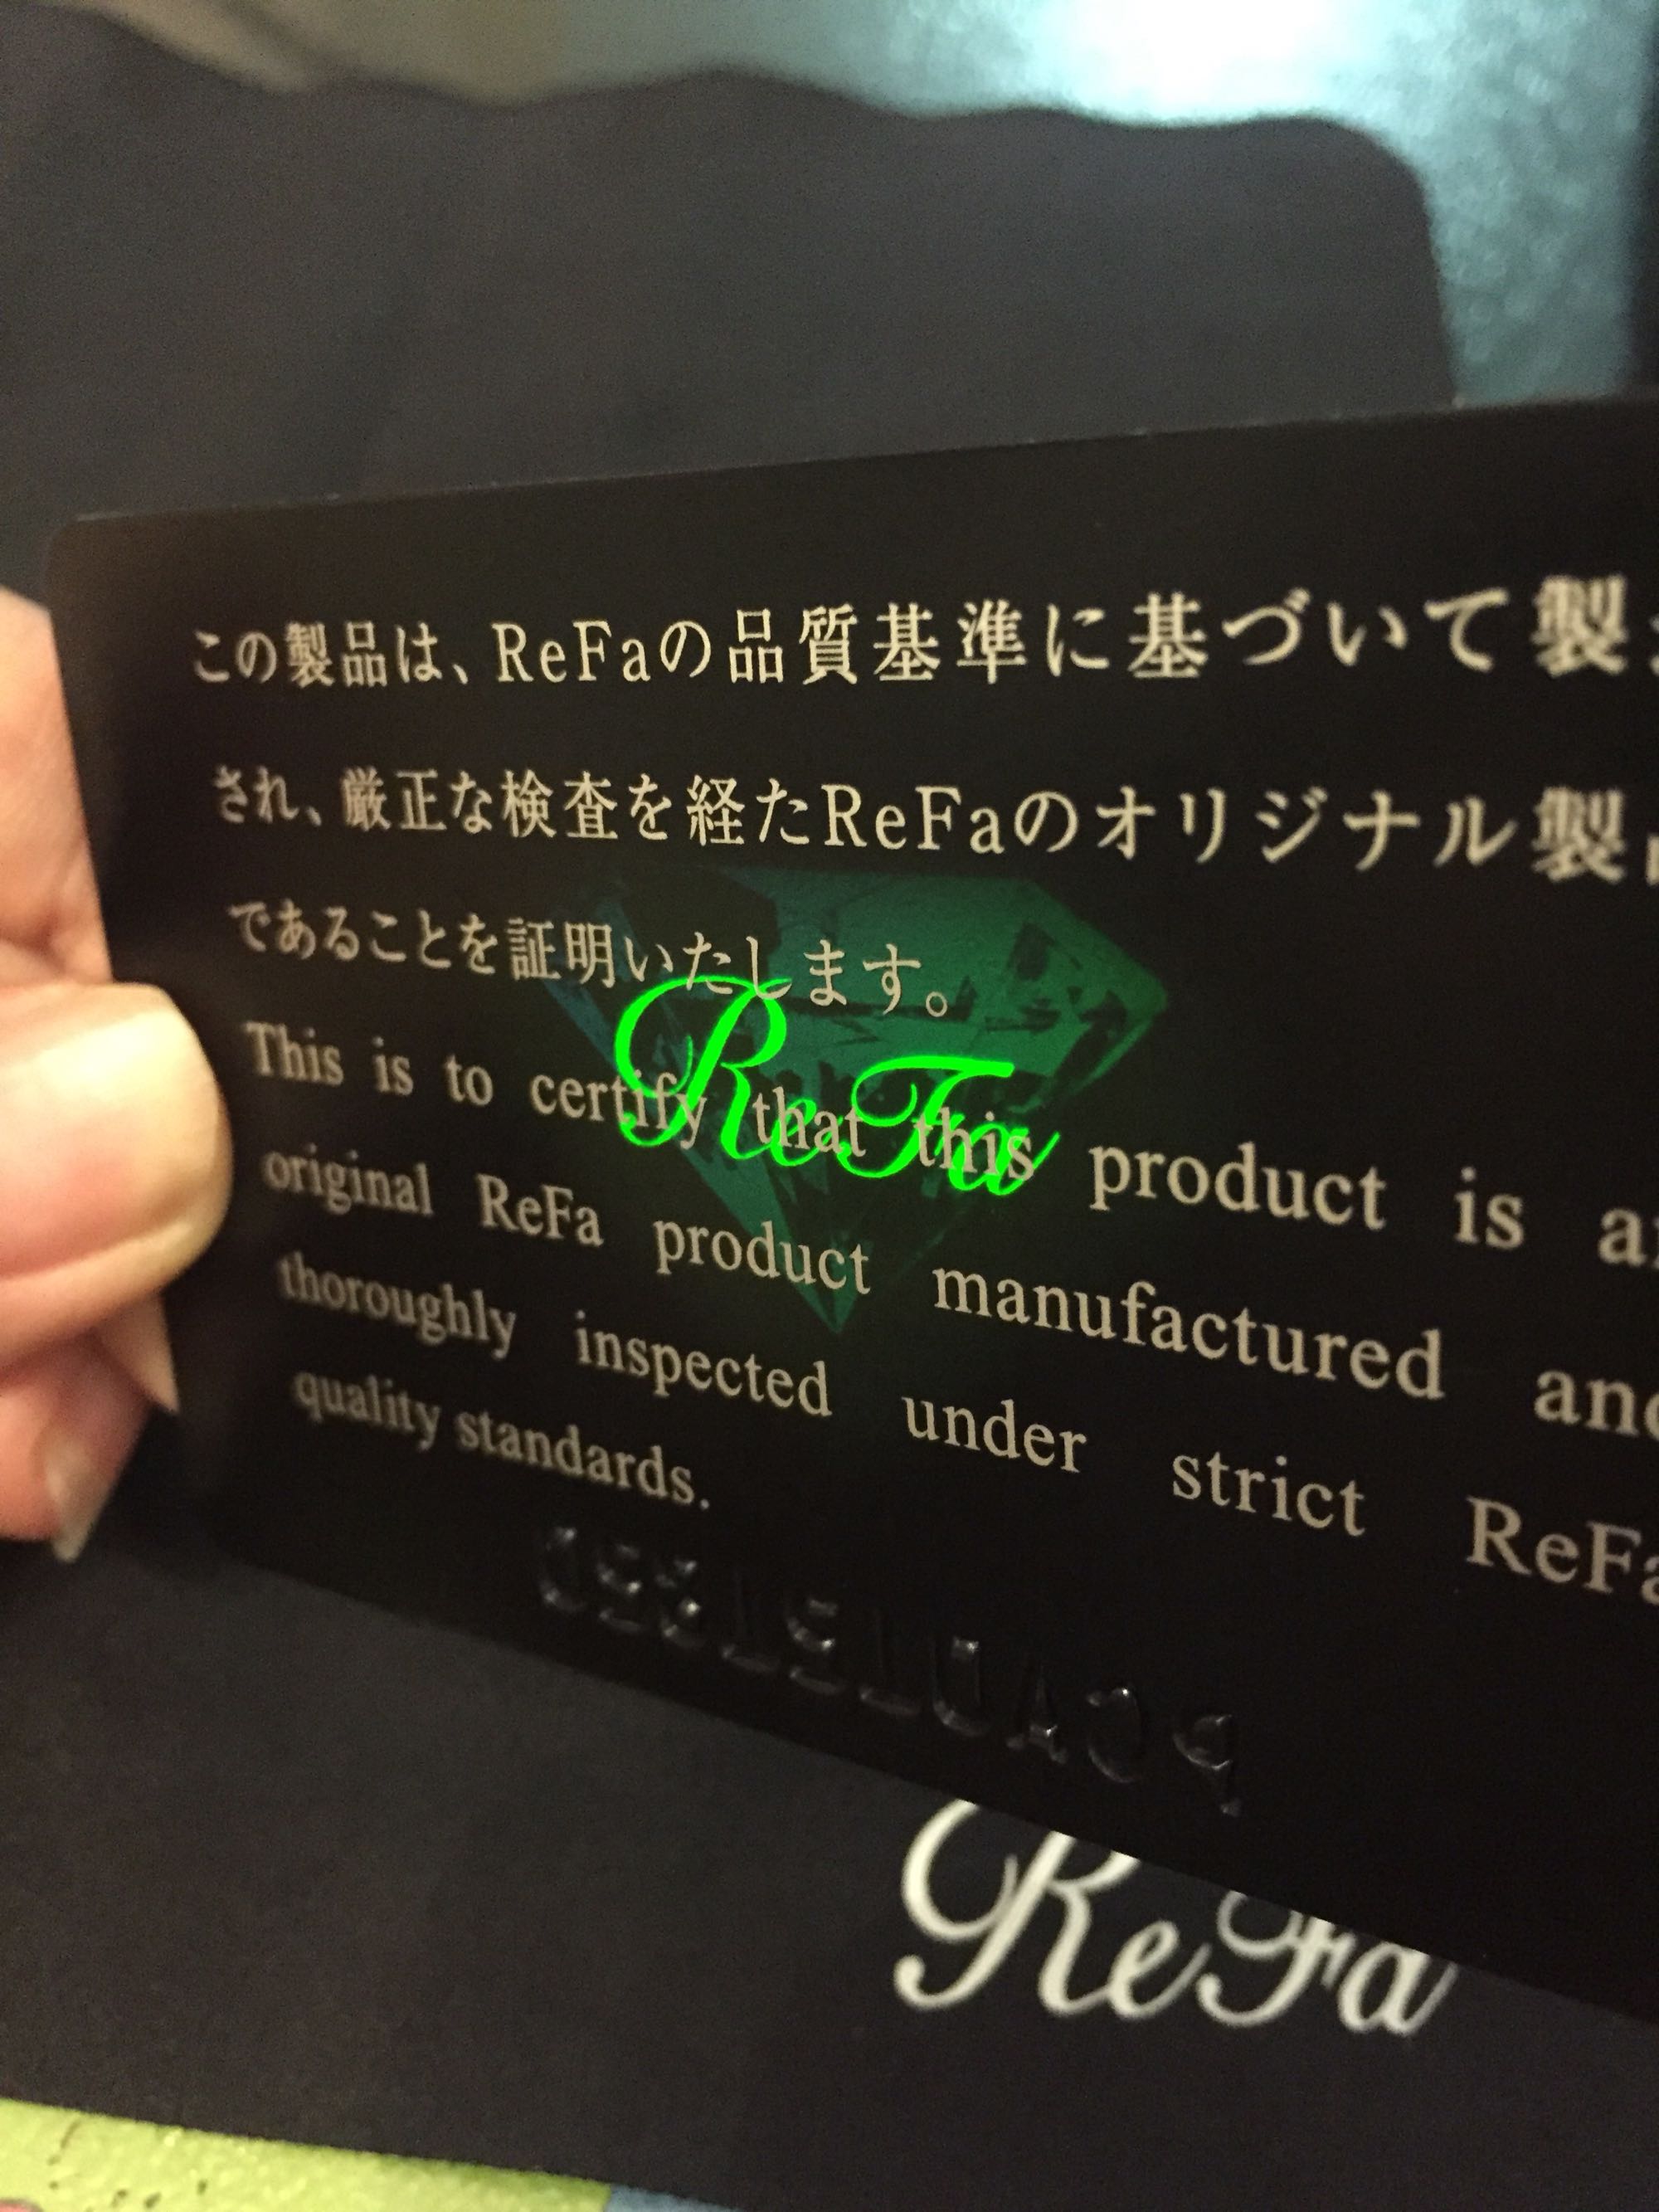 この製品は、ReFaの品質基準に基づいて製
され、厳正な検査を経たReFaのオリジナル製品
であることを証明いたします。
ReFa
This is to certify that this product is
original ReFa product manufactured and
thoroughly inspected under strict ReFa
quality standards.
ReFa